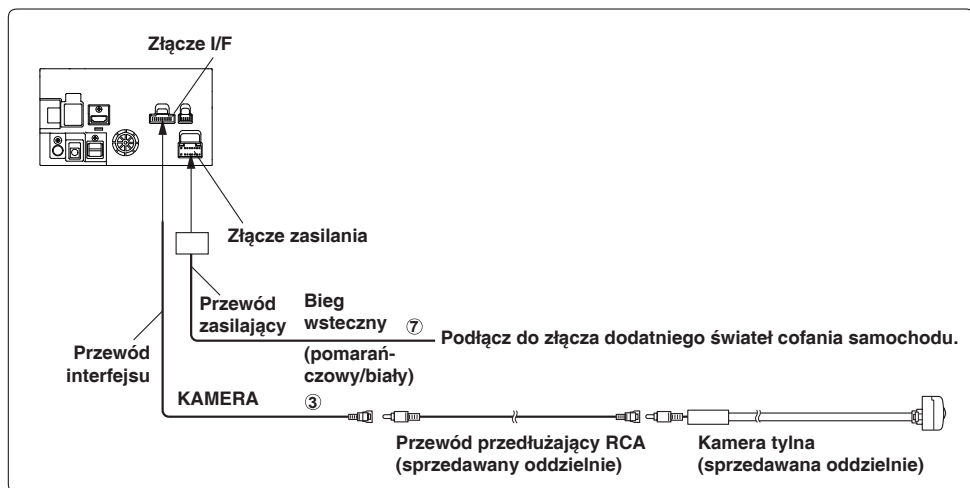 Złącze I/F
Złącze zasilania
Przewód
zasilający
Bieg
wsteczny
⑦
Podłącz do złącza dodatniego świateł cofania samochodu.
(pomarań-
czowy/biały)
Przewód
interfejsu
KAMERA
③
Przewód przedłużający RCA
(sprzedawany oddzielnie)
Kamera tylna
(sprzedawana oddzielnie)